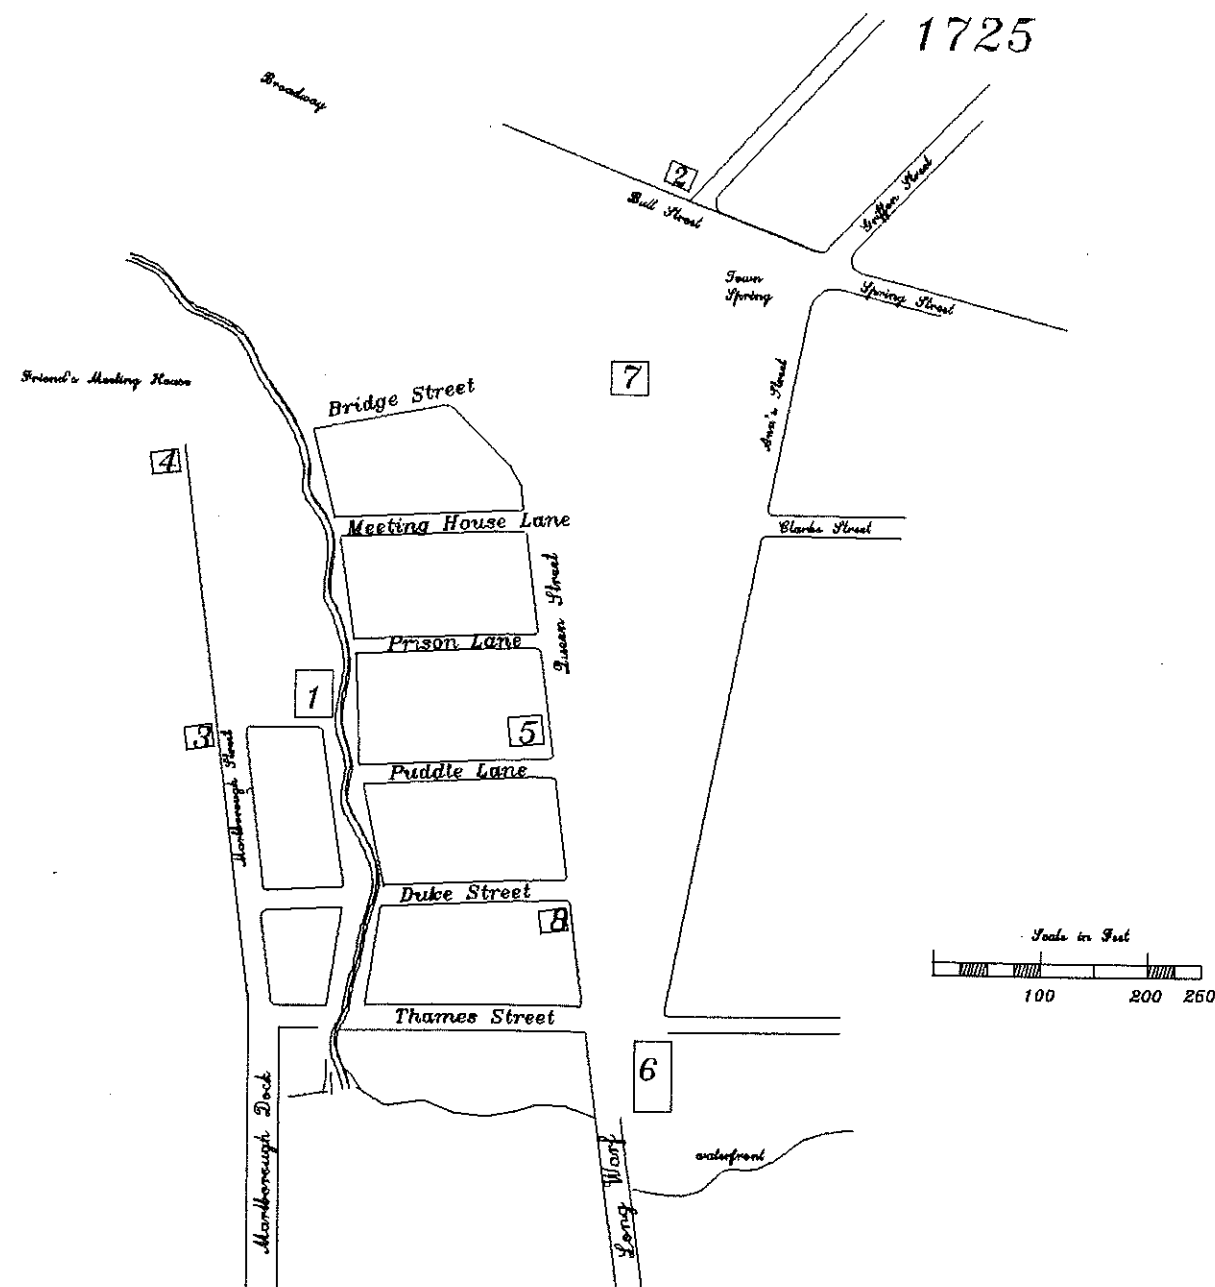 1725
Broadway
2
Bull Street
Griffen Street
Town
Spring
Spring Street
Friend's Meeting House
7
Ann's Street
Bridge Street
4
Meeting House Lane
Clarke Street
Queen Street
Prison Lane
1
3
Marlborough Street
5
Puddle Lane
Duke Street
8
Scale in Feet
100 200 250
Thames Street
6
Marlborough Dock
Long Warf
waterfront